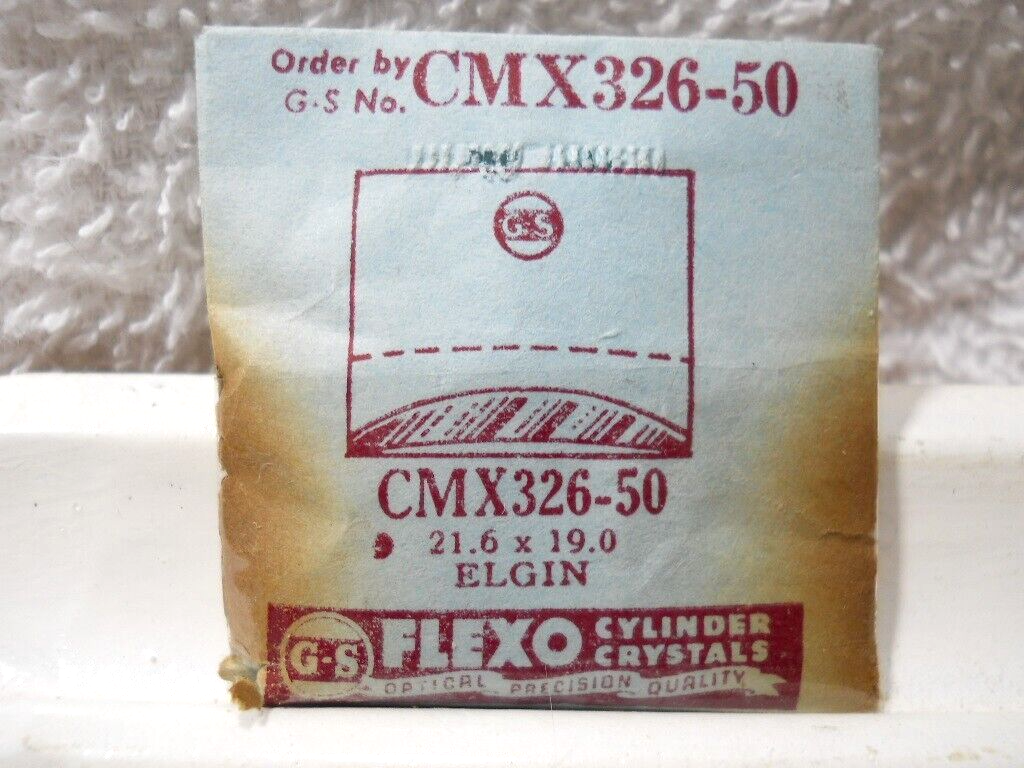 Order by
G-S No. CMX326-50
G-S
CMX326-50
21.6 x 19.0
ELGIN
G-S FLEXO CYLINDER
CRYSTALS
OPTICAL PRECISION QUALITY